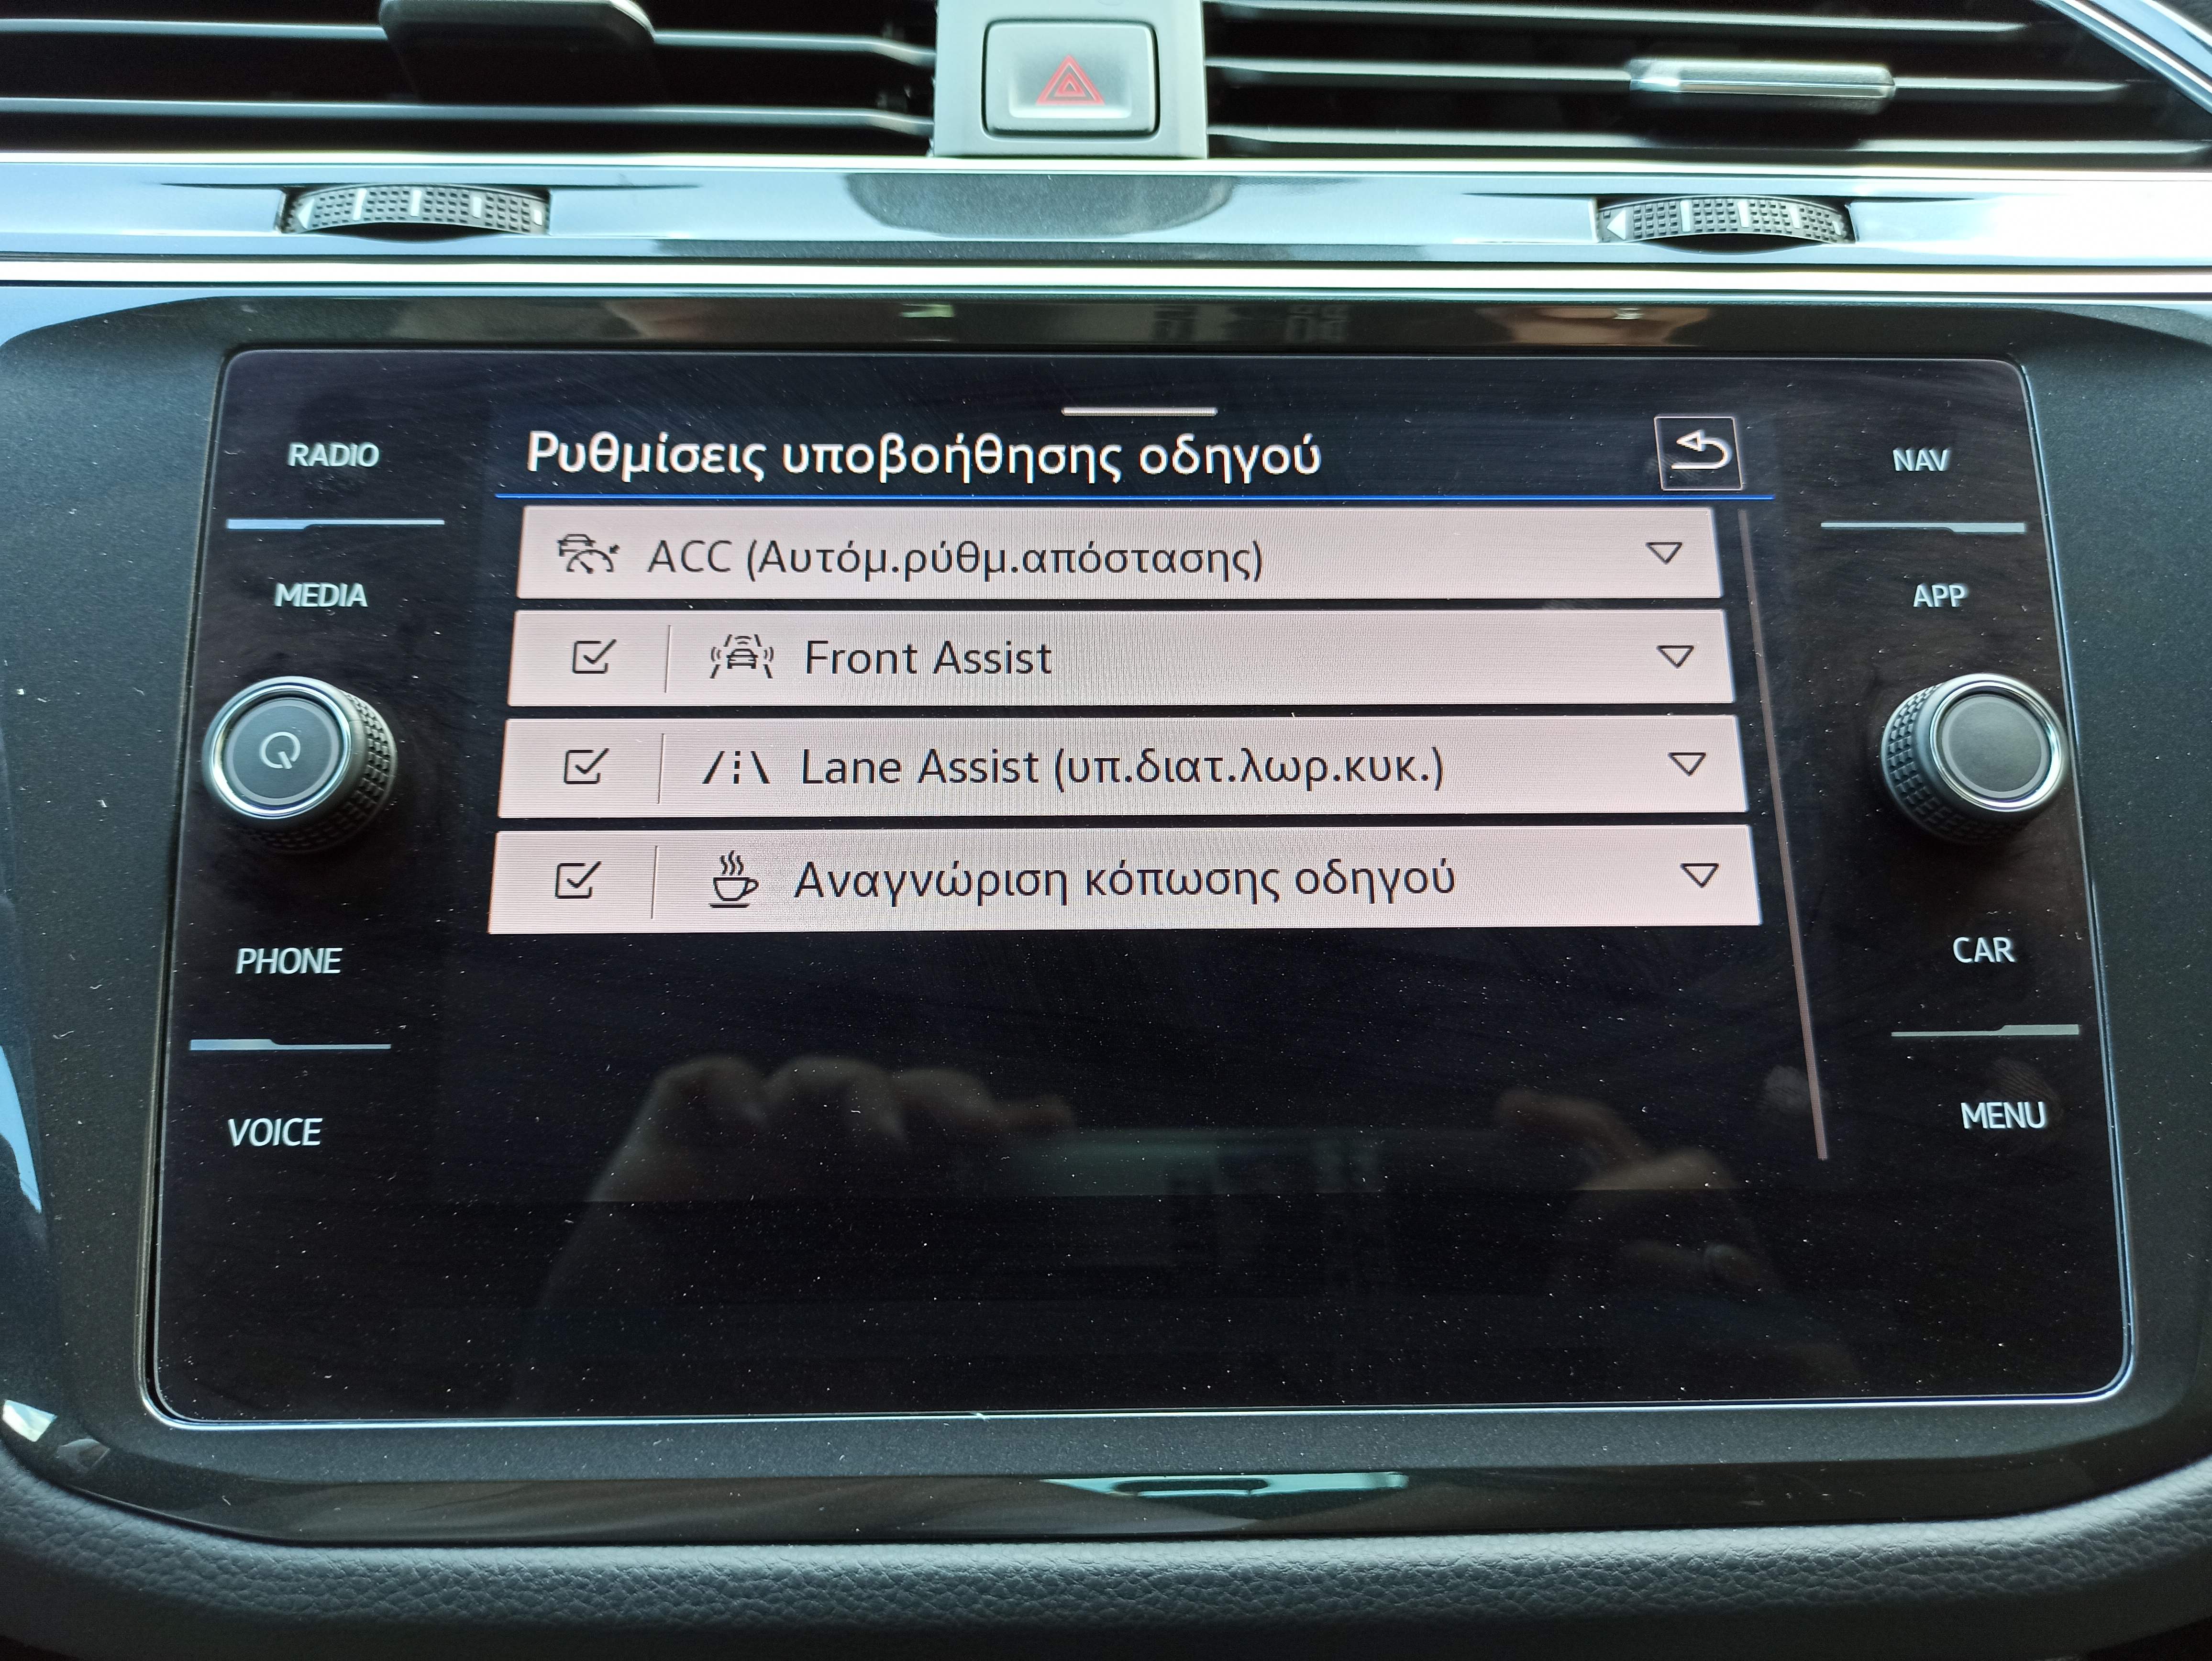 Ρυθμίσεις υποβοήθησης οδηγού
RADIO
NAV
ACC (Αυτόμ.ρύθμ.απόστασης)
MEDIA
APP
Front Assist
Lane Assist (υπ.διατ.λωρ.κυκ.)
Αναγνώριση κόπωσης οδηγού
PHONE
CAR
VOICE
MENU